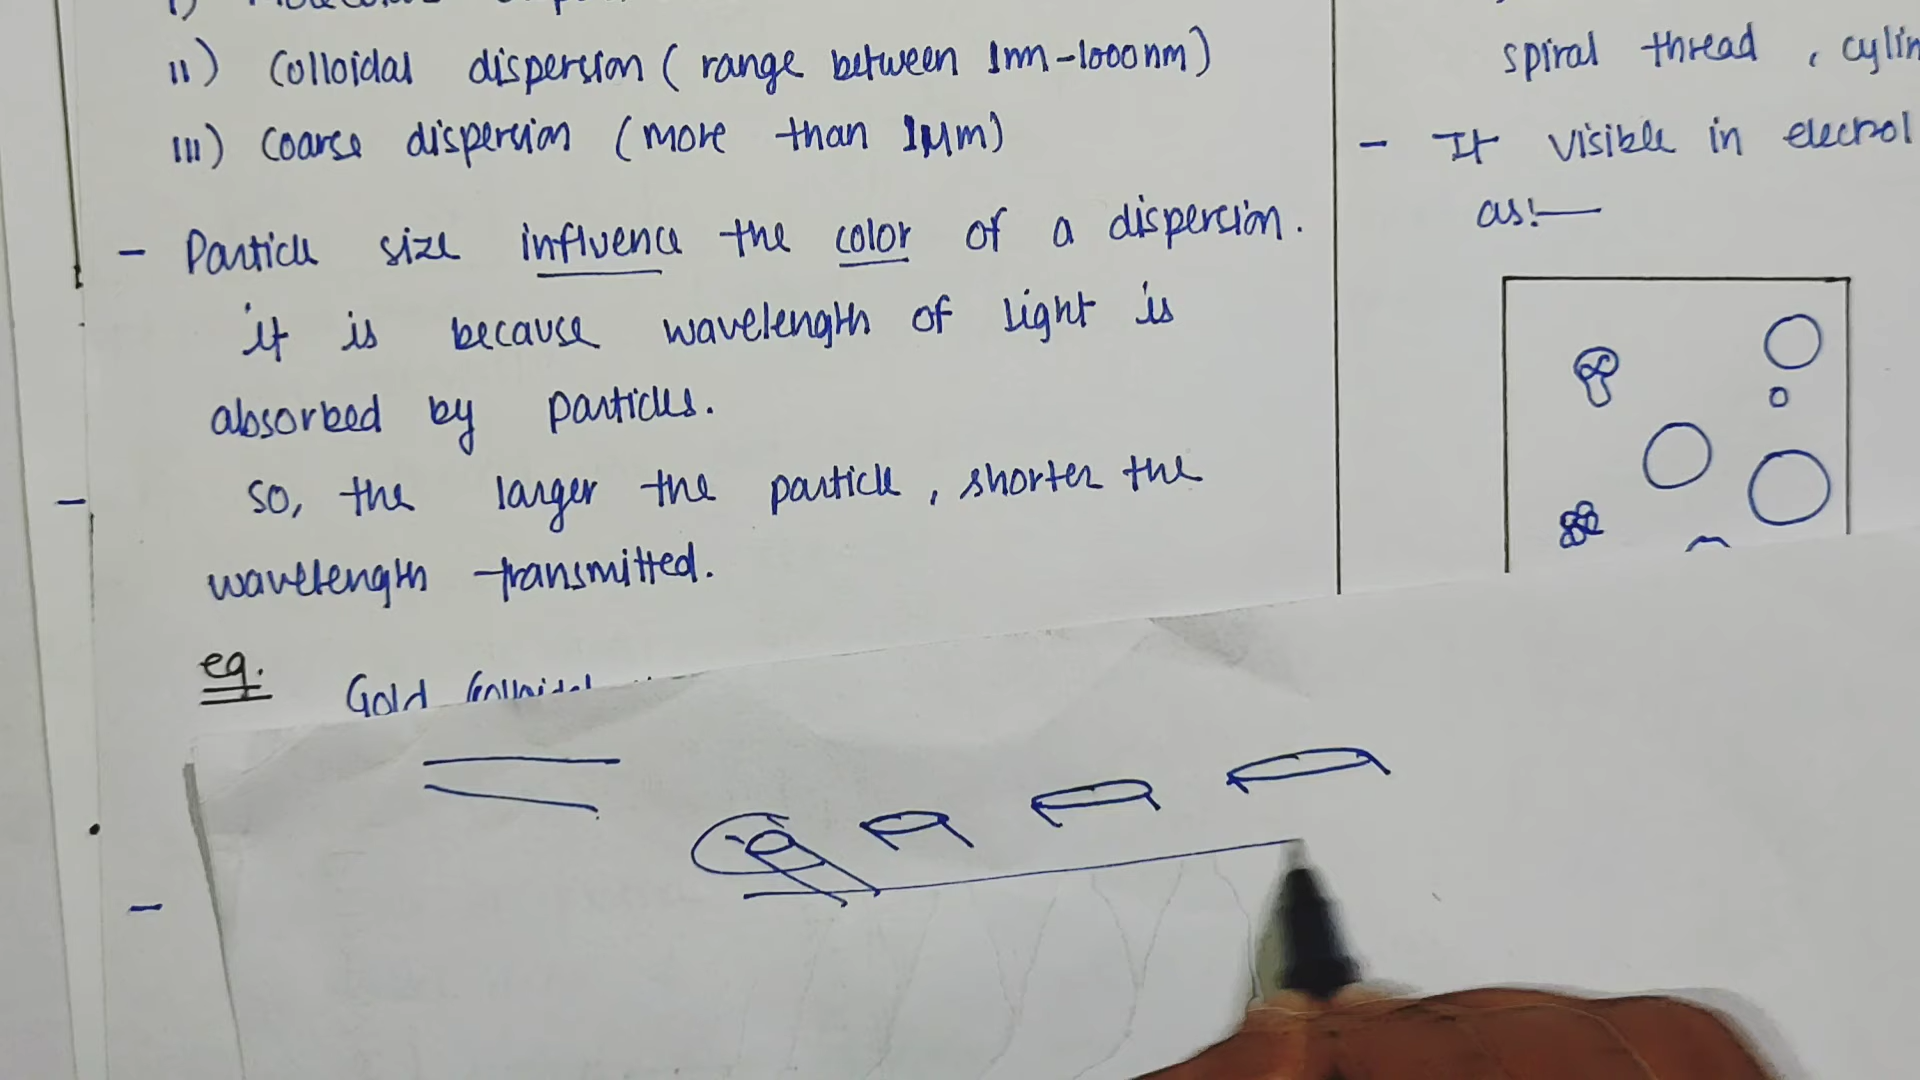 ii) Colloidal dispersion (range between 1nm-1000nm)
iii) Coarse dispersion (more than 1μm)
- Particle size influence the color of a dispersion.
it is because wavelength of light is
absorbed by particles.
so, the larger the particle, shorter the
wavelength transmitted.
eg. Gold Colloidal
spiral thread, cylin
- It visible in elecrol
as:—